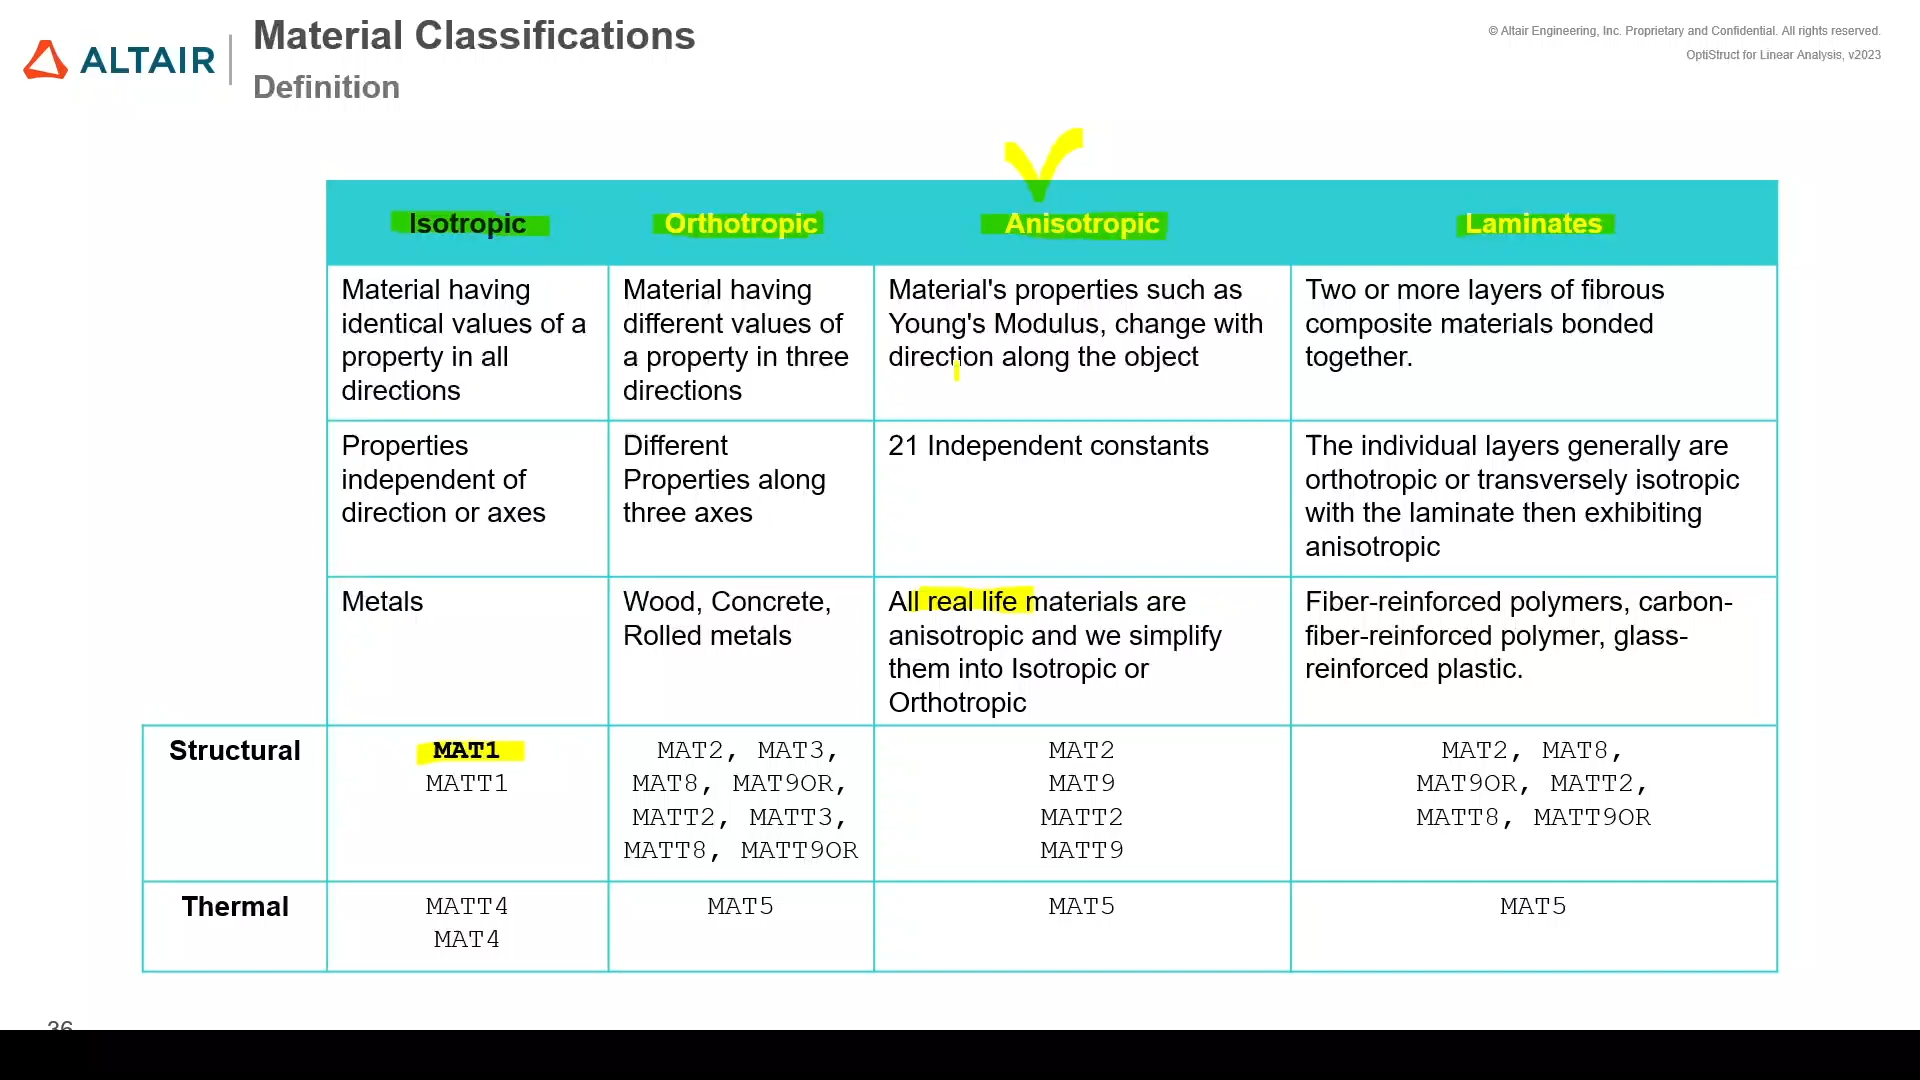 ALTAIR
Material Classifications
Definition
© Altair Engineering, Inc. Proprietary and Confidential. All rights reserved.
OptiStruct for Linear Analysis, v2023
Isotropic
Orthotropic
Anisotropic
Laminates
Material having
identical values of a
property in all
directions
Material having
different values of
a property in three
directions
Material's properties such as
Young's Modulus, change with
direction along the object
Two or more layers of fibrous
composite materials bonded
together.
Properties
independent of
direction or axes
Different
Properties along
three axes
21 Independent constants
The individual layers generally are
orthotropic or transversely isotropic
with the laminate then exhibiting
anisotropic
Metals
Wood, Concrete,
Rolled metals
All real life materials are
anisotropic and we simplify
them into Isotropic or
Orthotropic
Fiber-reinforced polymers, carbon-
fiber-reinforced polymer, glass-
reinforced plastic.
Structural
MAT1
MATT1
MAT2, MAT3,
MAT8, MAT9OR,
MATT2, MATT3,
MATT8, MATT9OR
MAT2
MAT9
MATT2
MATT9
MAT2, MAT8,
MAT9OR, MATT2,
MATT8, MATT9OR
Thermal
MATT4
MAT4
MAT5
MAT5
MAT5
36